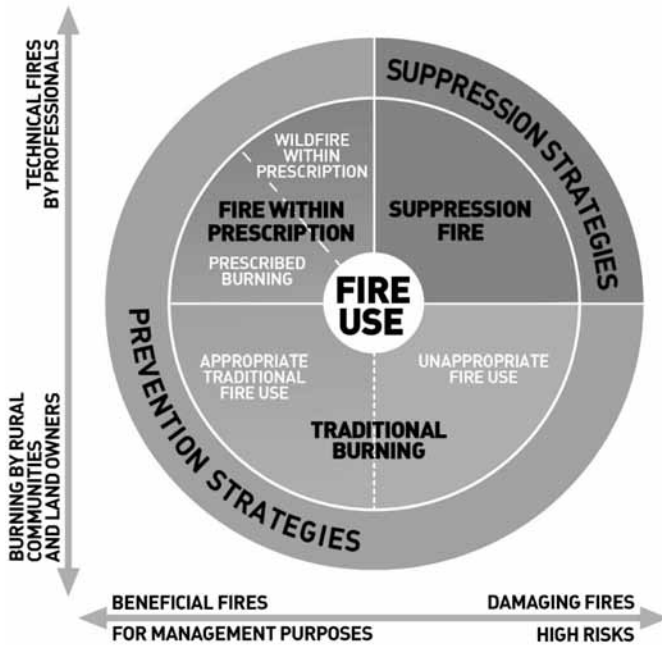 TECHNICAL FIRES
BY PROFESSIONALS
BURNING BY RURAL
COMMUNITIES
AND LAND OWNERS
SUPPRESSION STRATEGIES
WILDFIRE
WITHIN
PRESCRIPTION
FIRE WITHIN
PRESCRIPTION
PRESCRIBED
BURNING
SUPPRESSION
FIRE
FIRE
USE
APPROPRIATE
TRADITIONAL
FIRE USE
UNAPPROPRIATE
FIRE USE
TRADITIONAL
BURNING
PREVENTION STRATEGIES
BENEFICIAL FIRES
DAMAGING FIRES
FOR MANAGEMENT PURPOSES
HIGH RISKS